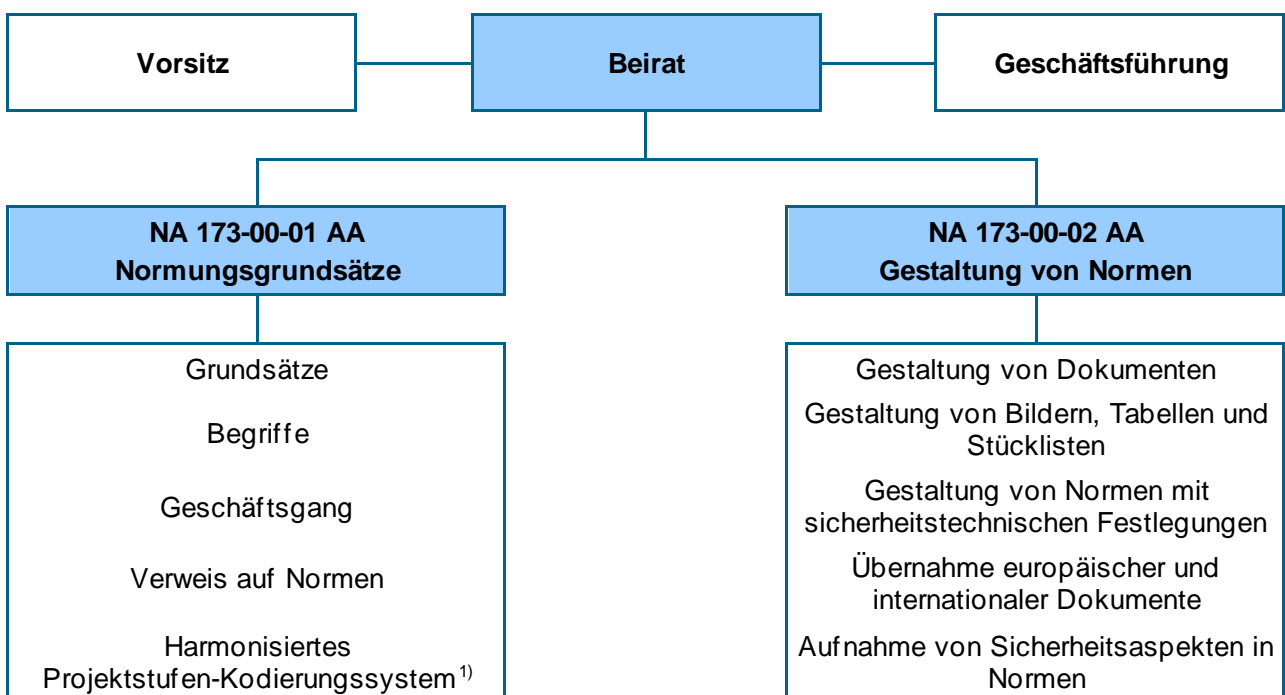 Vorsitz
Beirat
Geschäftsführung
NA 173-00-01 AA
Normungsgrundsätze
NA 173-00-02 AA
Gestaltung von Normen
Grundsätze
Begriffe
Geschäftsgang
Verweis auf Normen
Harmonisiertes
Projektstufen-Kodierungssystem¹⁾
Gestaltung von Dokumenten
Gestaltung von Bildern, Tabellen und
Stücklisten
Gestaltung von Normen mit
sicherheitstechnischen Festlegungen
Übernahme europäischer und
internationaler Dokumente
Aufnahme von Sicherheitsaspekten in
Normen